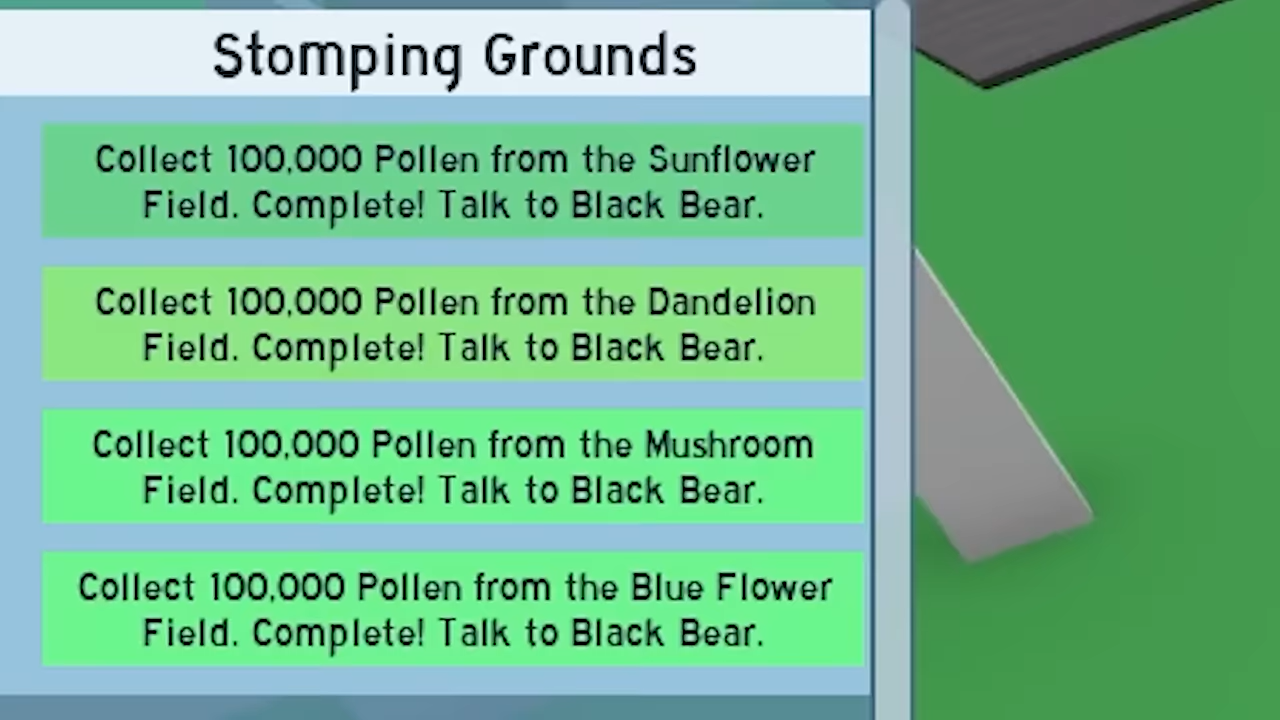 Stomping Grounds
Collect 100,000 Pollen from the Sunflower
Field. Complete! Talk to Black Bear.
Collect 100,000 Pollen from the Dandelion
Field. Complete! Talk to Black Bear.
Collect 100,000 Pollen from the Mushroom
Field. Complete! Talk to Black Bear.
Collect 100,000 Pollen from the Blue Flower
Field. Complete! Talk to Black Bear.